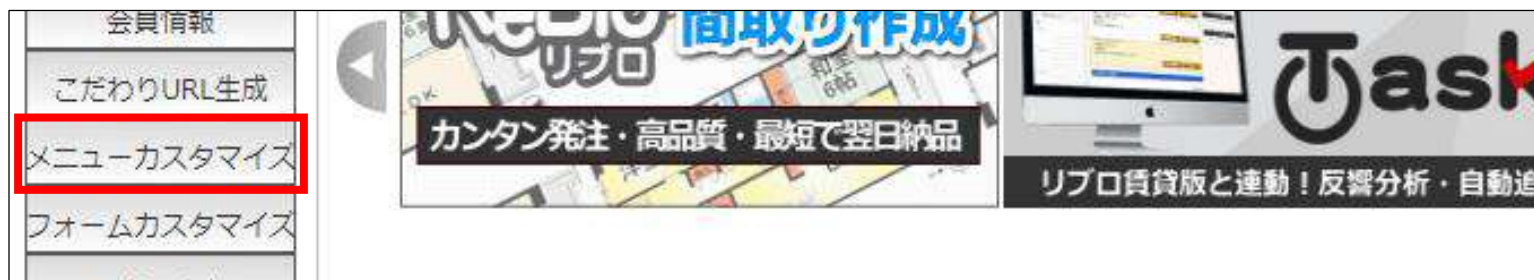 会員情報
こだわりURL生成
メニューカスタマイズ
フォームカスタマイズ
ReBlo 間取り作成
リブロ
和室
6帖
カンタン発注・高品質・最短で翌日納品
Task
リブロ賃貸版と連動！反響分析・自動追